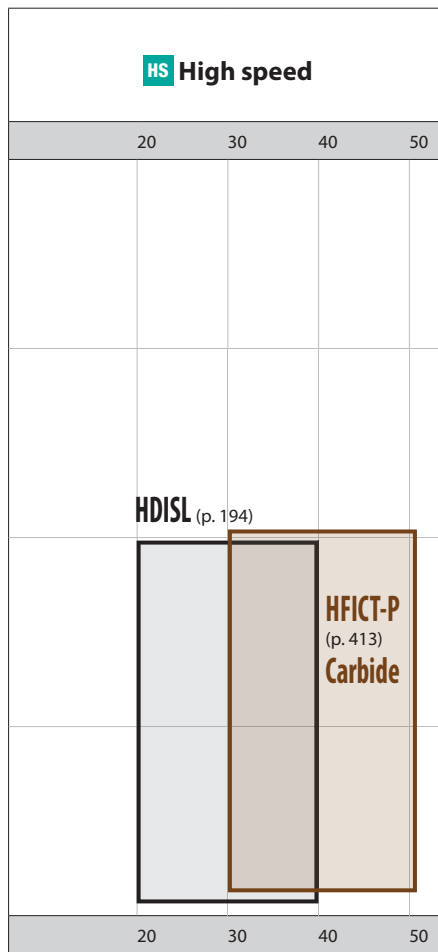 HS High speed
20 30 40 50
HDISL (p. 194)
HFICT-P
(p. 413)
Carbide
20 30 40 50